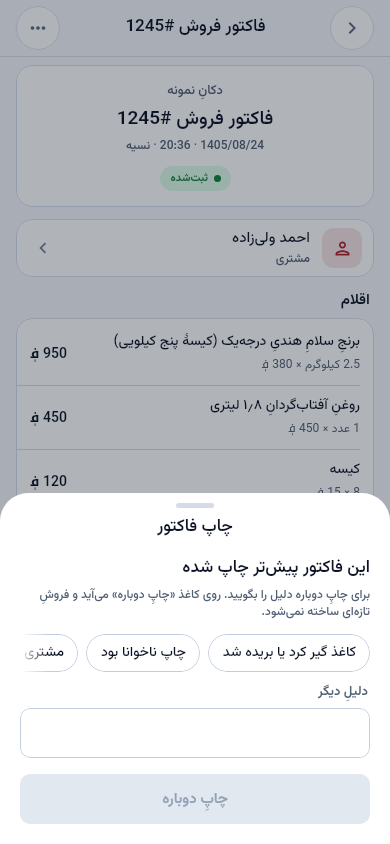 فاکتور فروش #1245
دکانِ نمونه
فاکتور فروش #1245
1405/08/24 · 20:36 · نسیه
ثبت‌شده
احمد ولی‌زاده
مشتری
اقلام
برنجِ سلامِ هندیِ درجه‌یک (کیسهٔ پنج کیلویی)
950 ؋
2.5 کیلوگرم × 380 ؋
روغنِ آفتاب‌گردانِ ۱٫۸ لیتری
450 ؋
1 عدد × 450 ؋
کیسه
120 ؋
8 × 15 ؋
چاپ فاکتور
این فاکتور پیش‌تر چاپ شده
برای چاپِ دوباره دلیل را بگویید. روی کاغذ «چاپِ دوباره» می‌آید و فروشِ
تازه‌ای ساخته نمی‌شود.
کاغذ گیر کرد یا بریده شد
چاپ ناخوانا بود
مشتری
دلیلِ دیگر
چاپِ دوباره